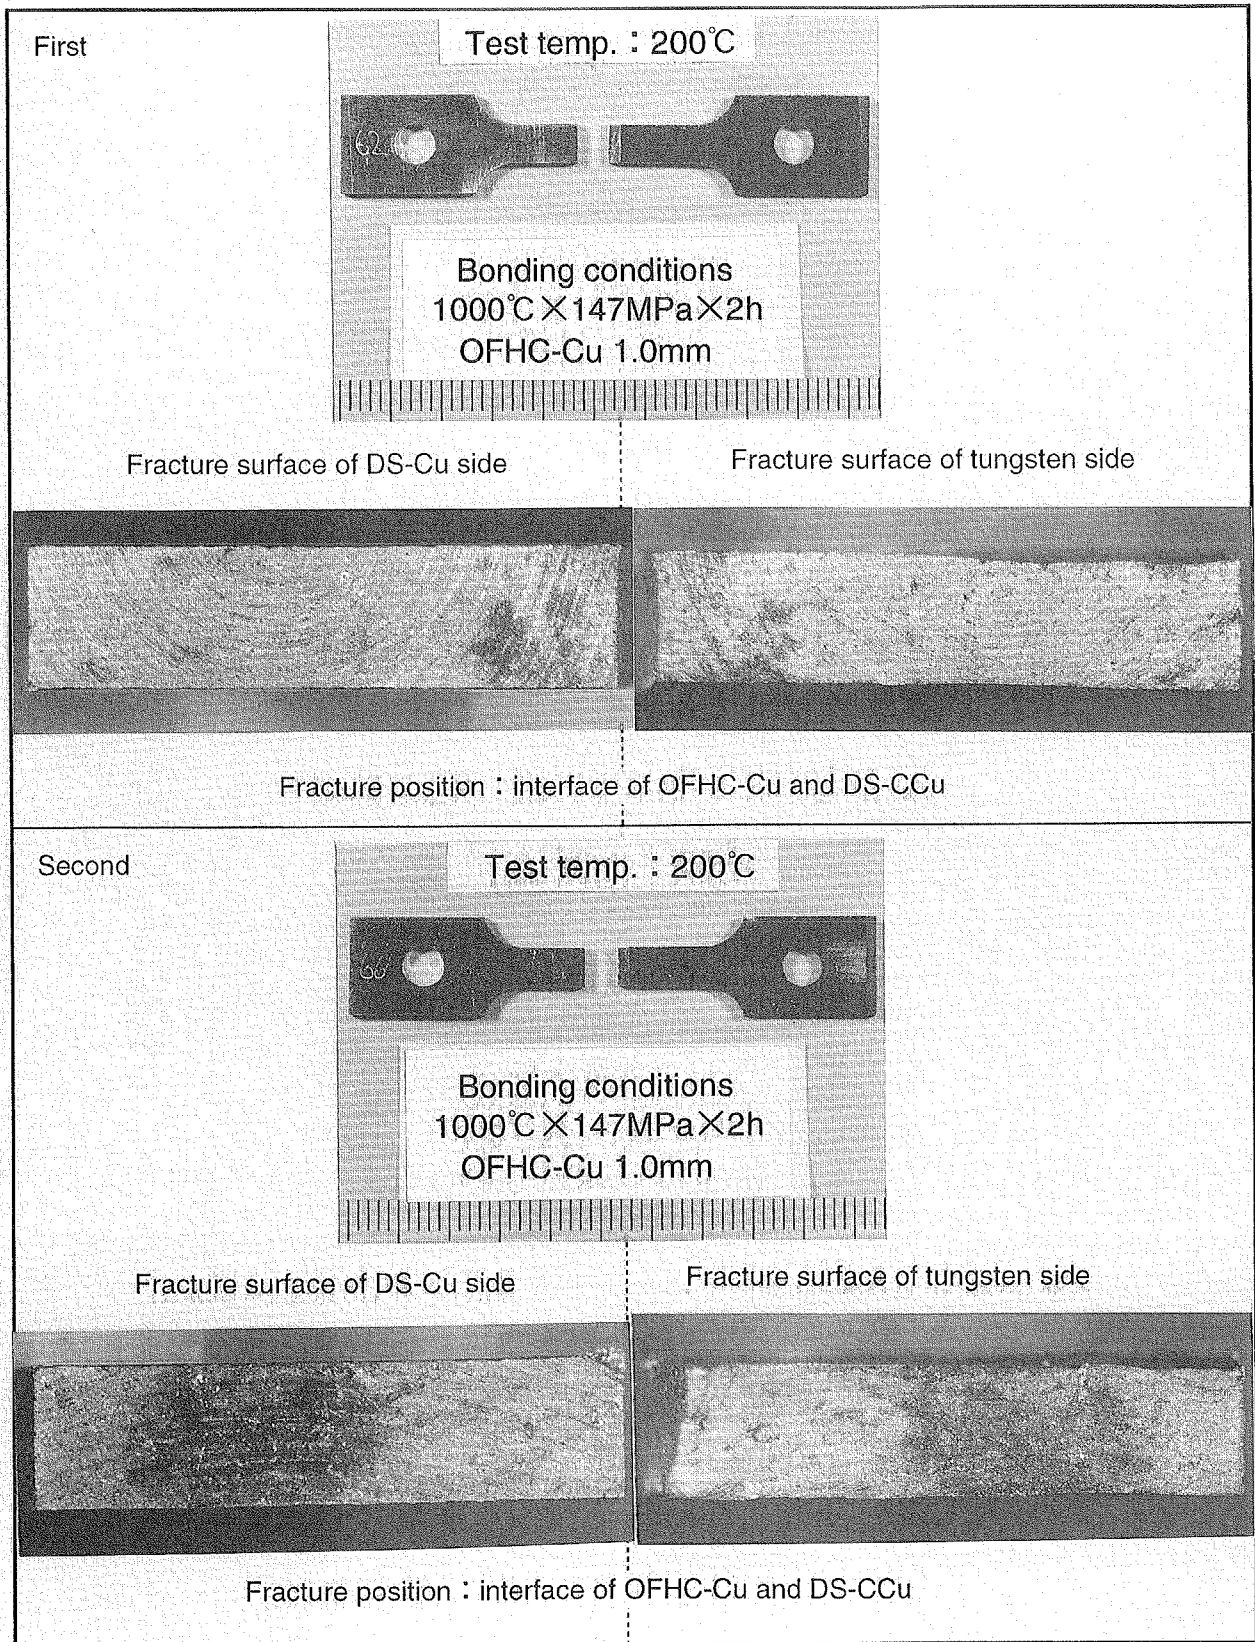 First
Test temp.：200℃
62
Bonding conditions
1000℃×147MPa×2h
OFHC-Cu 1.0mm
Fracture surface of DS-Cu side
Fracture surface of tungsten side
Fracture position：interface of OFHC-Cu and DS-CCu
Second
Test temp.：200℃
Bonding conditions
1000℃×147MPa×2h
OFHC-Cu 1.0mm
Fracture surface of DS-Cu side
Fracture surface of tungsten side
Fracture position：interface of OFHC-Cu and DS-CCu